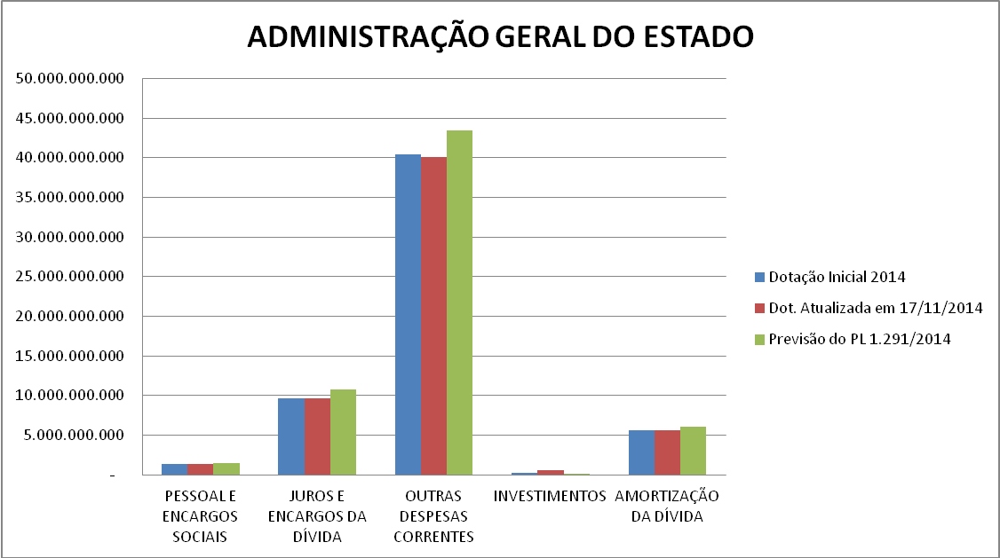 ADMINISTRAÇÃO GERAL DO ESTADO
50.000.000.000
45.000.000.000
40.000.000.000
35.000.000.000
30.000.000.000
25.000.000.000
20.000.000.000
15.000.000.000
10.000.000.000
5.000.000.000
-
PESSOAL E
ENCARGOS
SOCIAIS
JUROS E
ENCARGOS DA
DÍVIDA
OUTRAS
DESPESAS
CORRENTES
INVESTIMENTOS
AMORTIZAÇÃO
DA DÍVIDA
Dotação Inicial 2014
Dot. Atualizada em 17/11/2014
Previsão do PL 1.291/2014